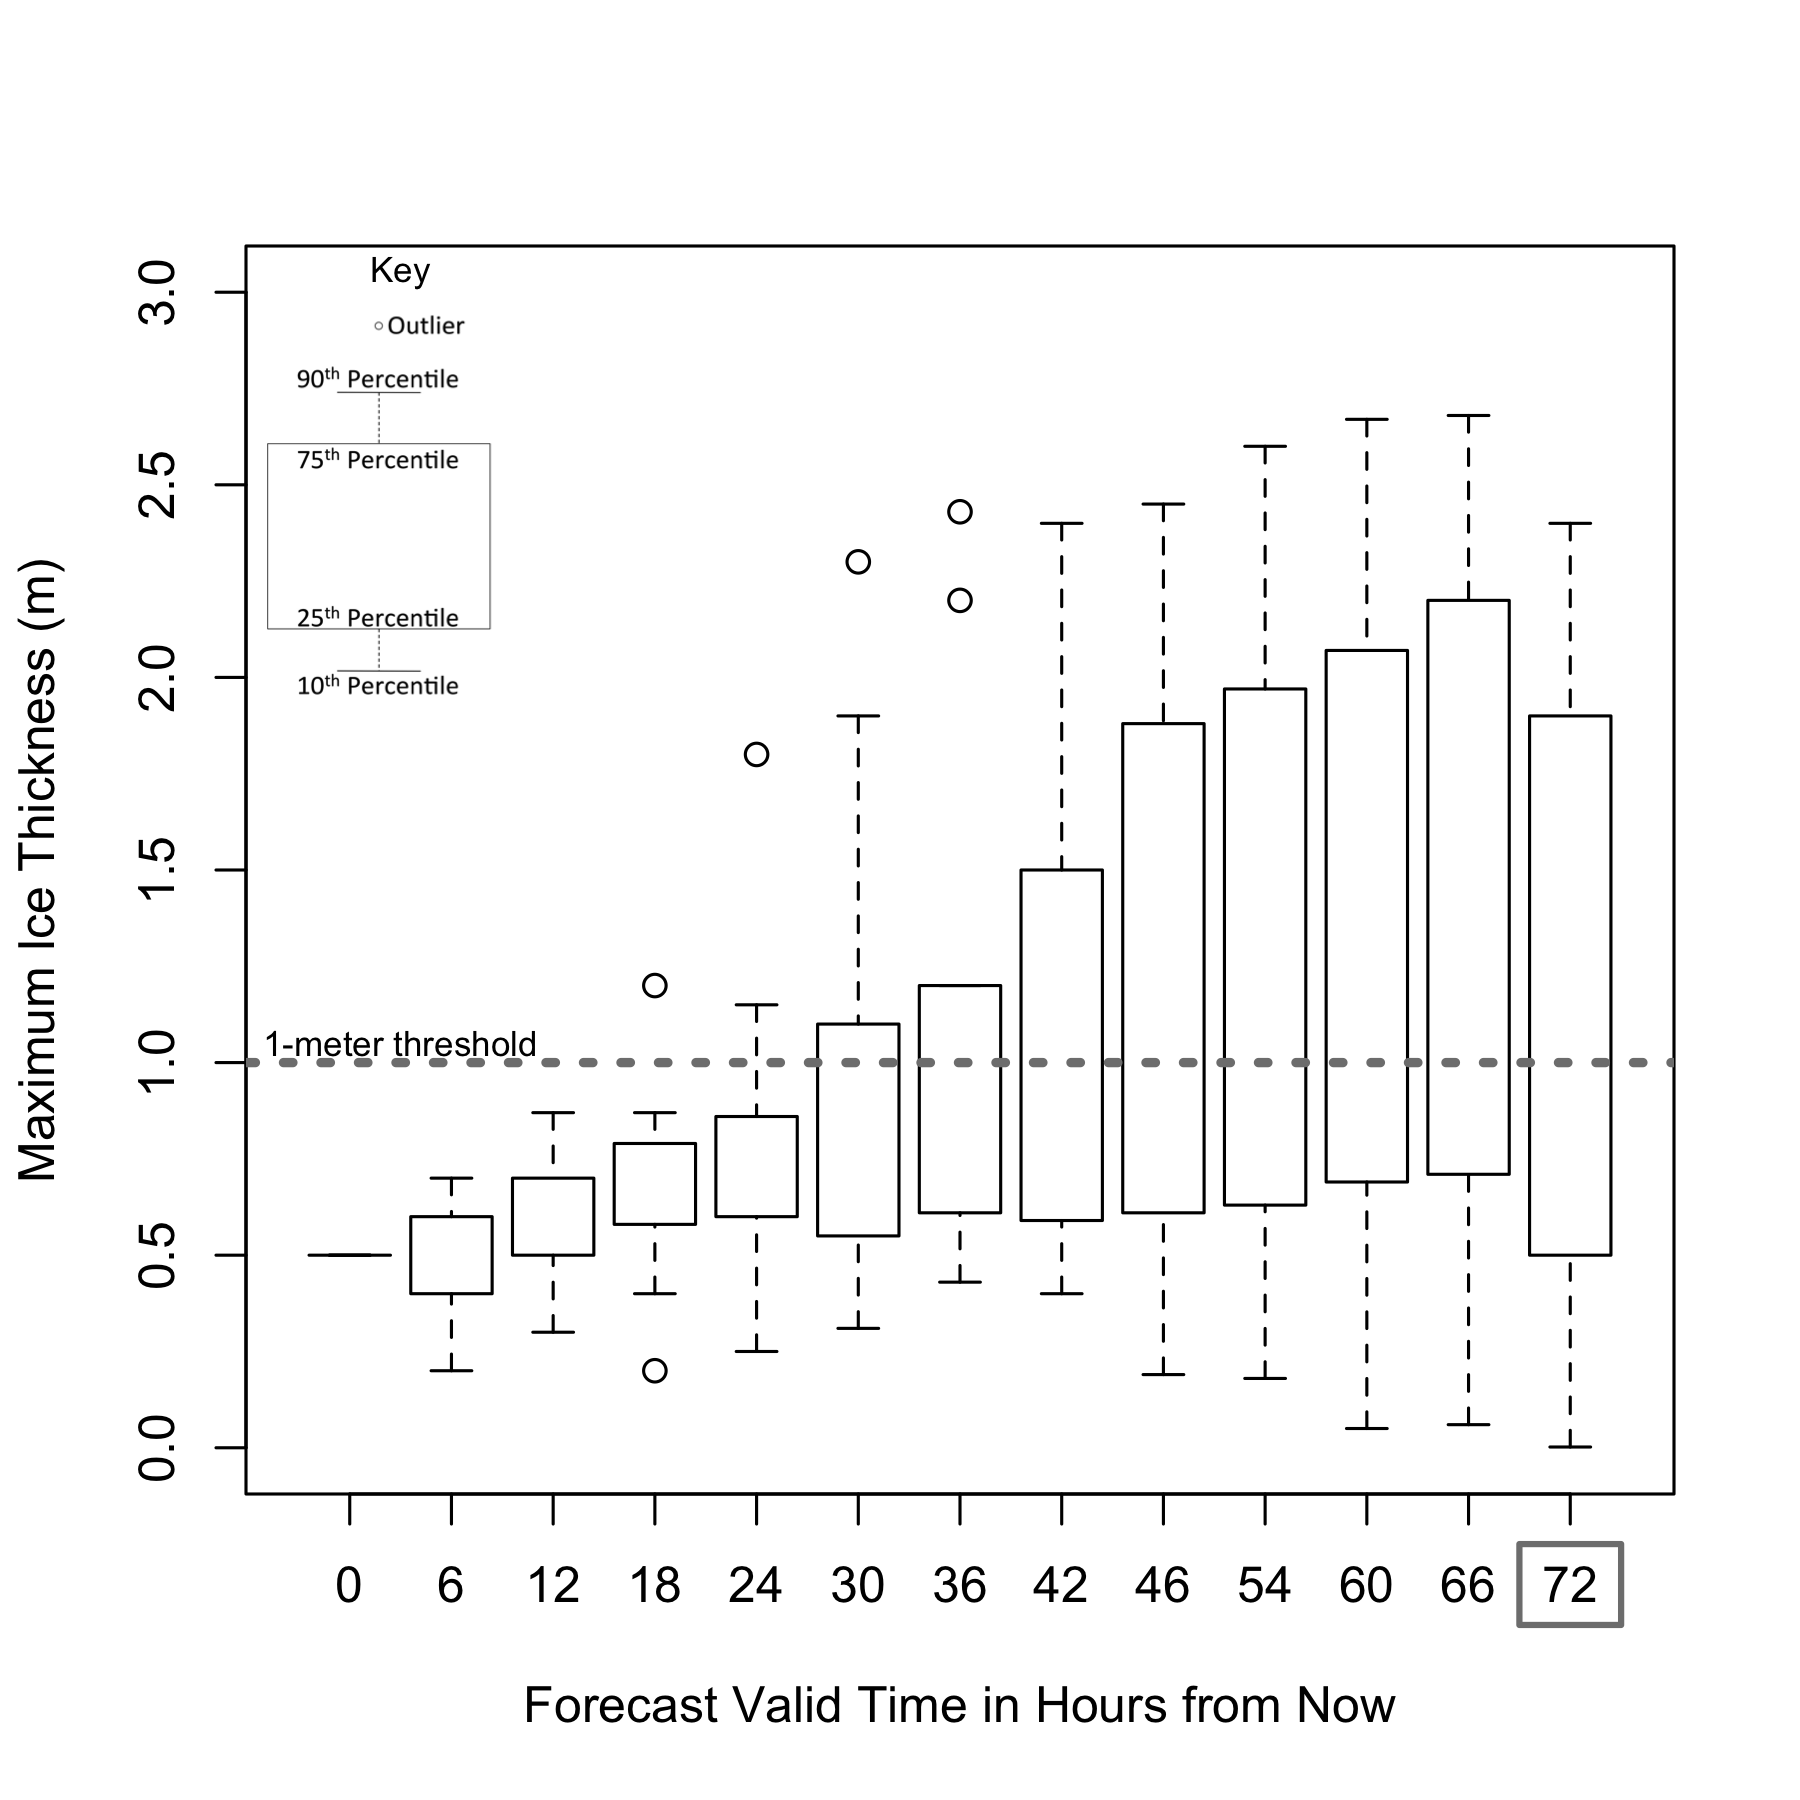 Key
Outlier
90th Percentile
75th Percentile
25th Percentile
10th Percentile
1-meter threshold
Maximum Ice Thickness (m)
3.0
2.5
2.0
1.5
1.0
0.5
0.0
0 6 12 18 24 30 36 42 46 54 60 66 72
Forecast Valid Time in Hours from Now